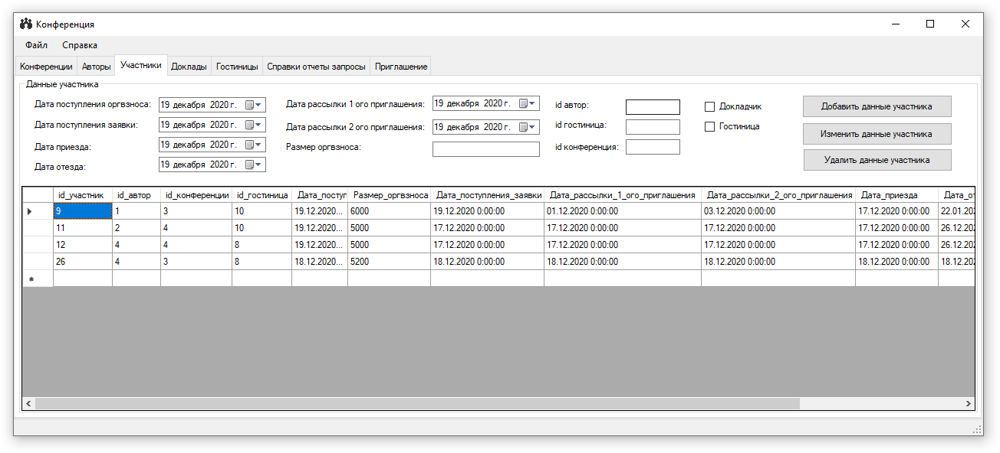 Конференция
Файл Справка
Конференции Авторы Участники Доклады Гостиницы Справки отчеты запросы Приглашение
Данные участника
Дата поступления оргвзноса: 19 декабря 2020 г. Дата рассылки 1 ого приглашения: 19 декабря 2020 г. id автор: Докладчик Добавить данные участника
Дата поступления заявки: 19 декабря 2020 г. Дата рассылки 2 ого приглашения: 19 декабря 2020 г. id гостиница: Гостиница Изменить данные участника
Дата приезда: 19 декабря 2020 г. Размер оргвзноса: id конференция:
Дата отезда: 19 декабря 2020 г. Удалить данные участника
id_участник id_автор id_конференции id_гостиница Дата_поступ Размер_оргвзноса Дата_поступления_заявки Дата_рассылки_1_ого_приглашения Дата_рассылки_2_ого_приглашения Дата_приезда Дата_от
9 1 3 10 19.12.2020... 6000 19.12.2020 0:00:00 01.12.2020 0:00:00 03.12.2020 0:00:00 17.12.2020 0:00:00 22.01.202
11 2 4 10 19.12.2020... 5000 17.12.2020 0:00:00 17.12.2020 0:00:00 17.12.2020 0:00:00 17.12.2020 0:00:00 26.12.202
12 4 4 8 19.12.2020... 5000 17.12.2020 0:00:00 17.12.2020 0:00:00 17.12.2020 0:00:00 17.12.2020 0:00:00 26.12.202
26 4 3 8 18.12.2020... 5200 18.12.2020 0:00:00 18.12.2020 0:00:00 18.12.2020 0:00:00 18.12.2020 0:00:00 18.12.202